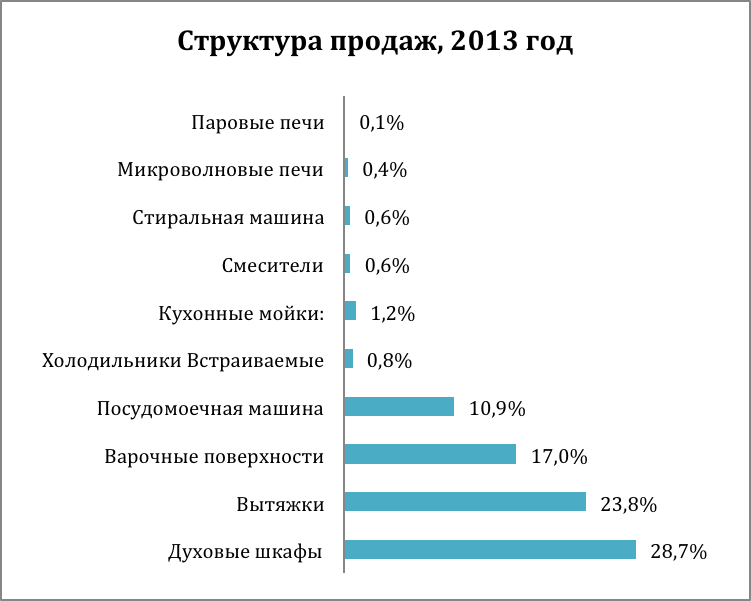 Структура продаж, 2013 год
Паровые печи 0,1%
Микроволновые печи 0,4%
Стиральная машина 0,6%
Смесители 0,6%
Кухонные мойки: 1,2%
Холодильники Встраиваемые 0,8%
Посудомоечная машина 10,9%
Варочные поверхности 17,0%
Вытяжки 23,8%
Духовые шкафы 28,7%